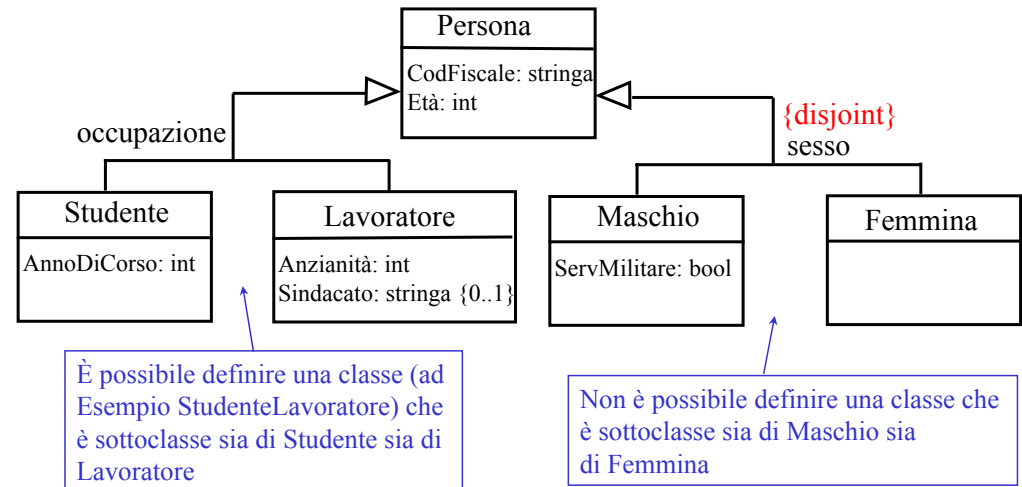 Persona
CodFiscale: stringa
Età: int
occupazione
{disjoint}
sesso
Studente
AnnoDiCorso: int
Lavoratore
Anzianità: int
Sindacato: stringa {0..1}
Maschio
ServMilitare: bool
Femmina
È possibile definire una classe (ad
Esempio StudenteLavoratore) che
è sottoclasse sia di Studente sia di
Lavoratore
Non è possibile definire una classe che
è sottoclasse sia di Maschio sia
di Femmina